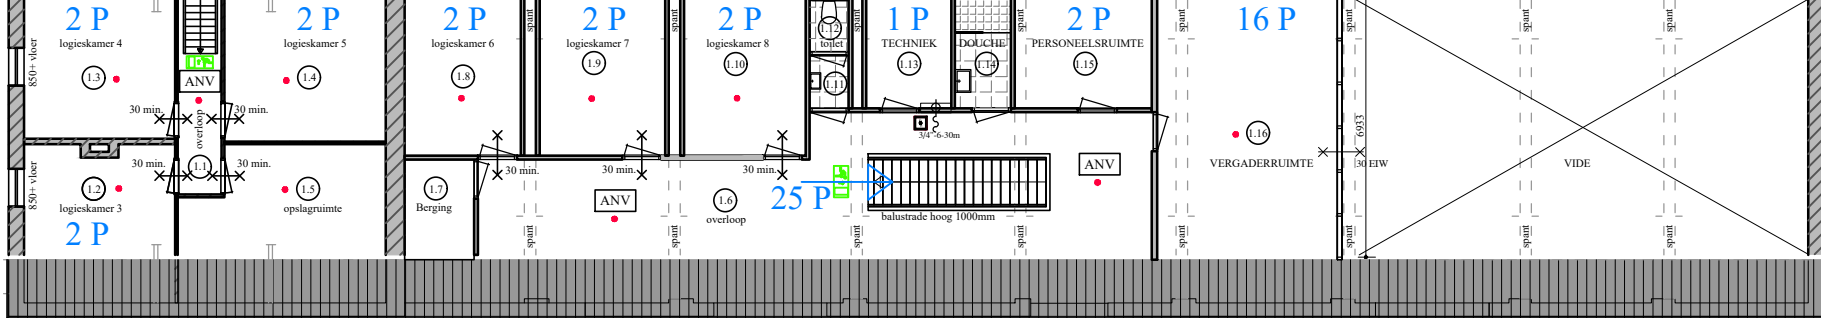 2 P
2 P
2 P
2 P
2 P
1 P
2 P
16 P
logieskamer 4
logieskamer 5
logieskamer 6
logieskamer 7
logieskamer 8
toilet
TECHNIEK
DOUCHE
PERSONEELSRUIMTE
spant
spant
spant
spant
spant
spant
spant
spant
850+ vloer
1.3
ANV
1.4
1.8
1.9
1.10
1.12
1.11
1.13
1.14
1.15
30 min.
30 min.
overloop
3/4"-6-30m
1.16
6933
VERGADERRUIMTE
30 EIW
VIDE
30 min.
30 min.
1.1
30 min.
30 min.
30 min.
ANV
850+ vloer
1.2
logieskamer 3
2 P
1.5
opslagruimte
1.7
Berging
ANV
1.6
overloop
25 P
balustrade hoog 1000mm
spant
spant
spant
spant
spant
spant
spant
spant